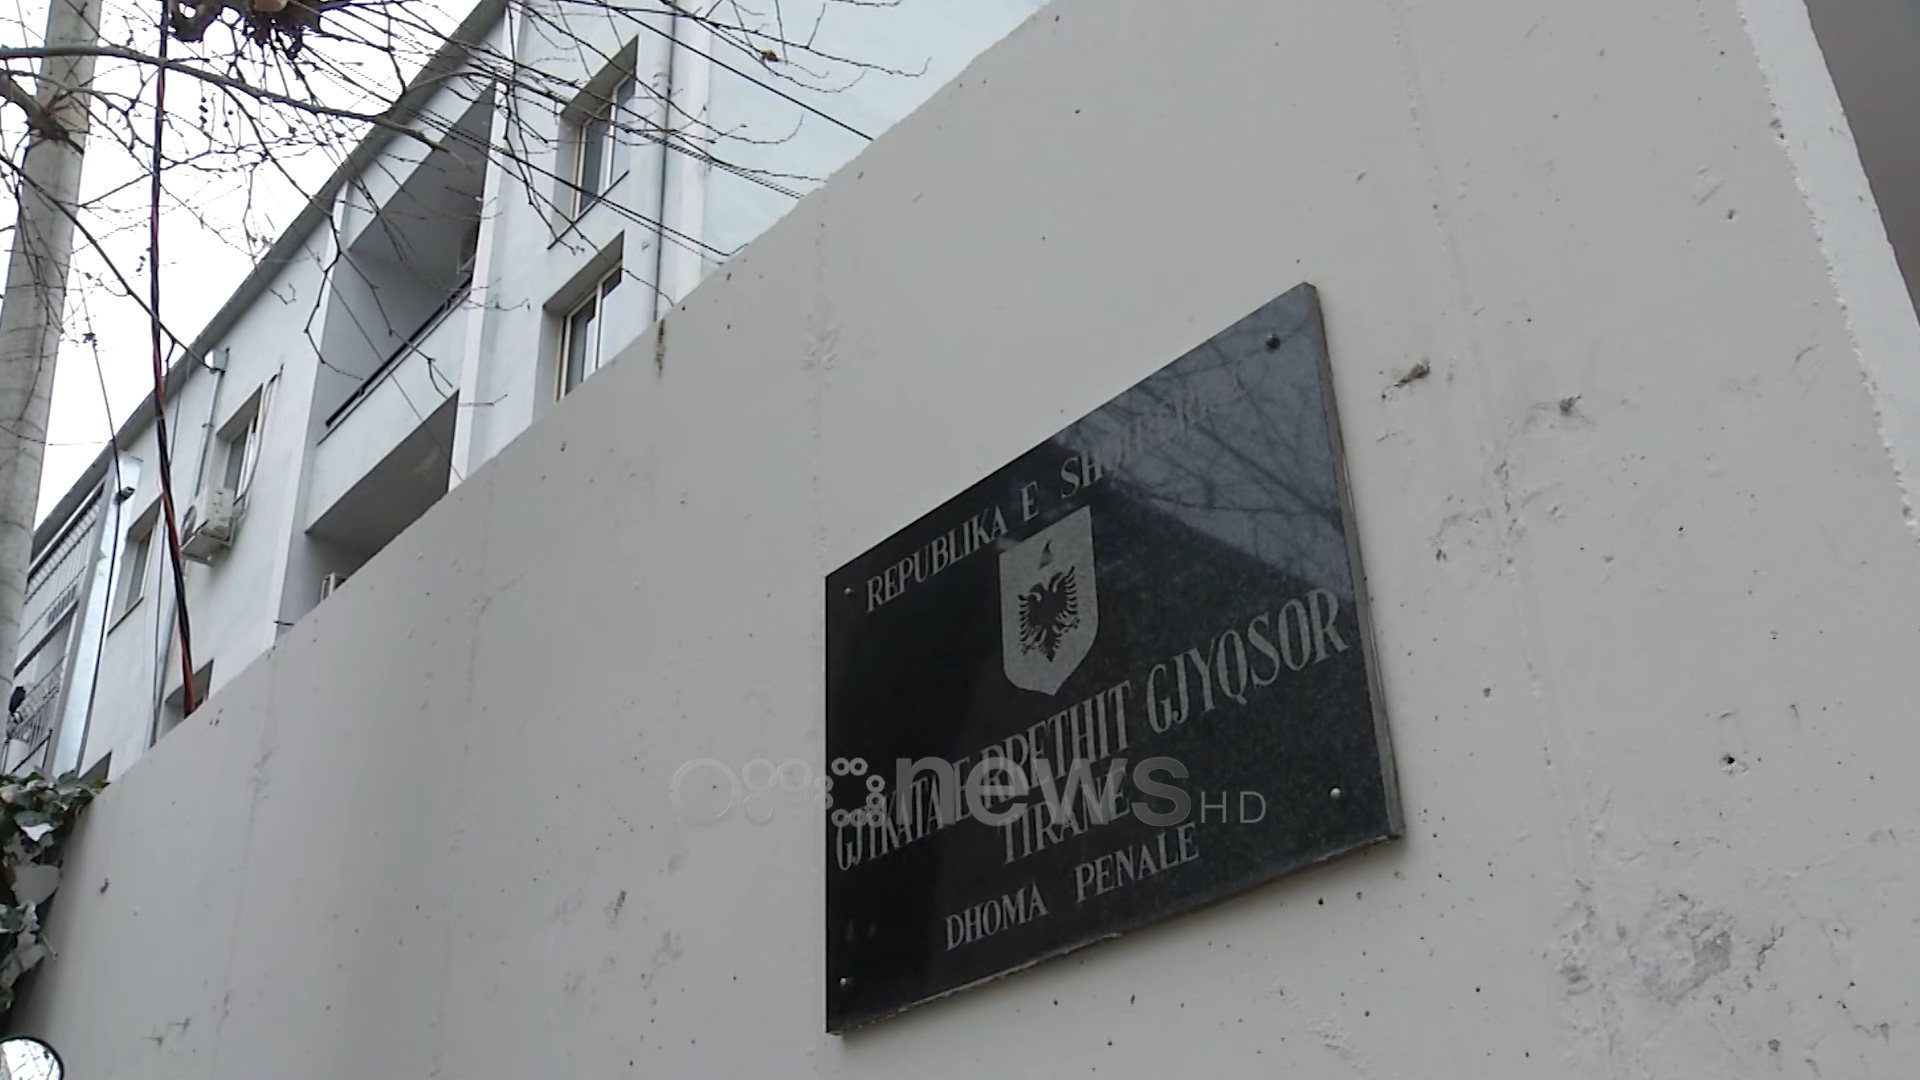 REPUBLIKA E SHQIPERISE
GJYKATA E RRETHIT GJYQSOR
TIRANE
DHOMA PENALE
news HD